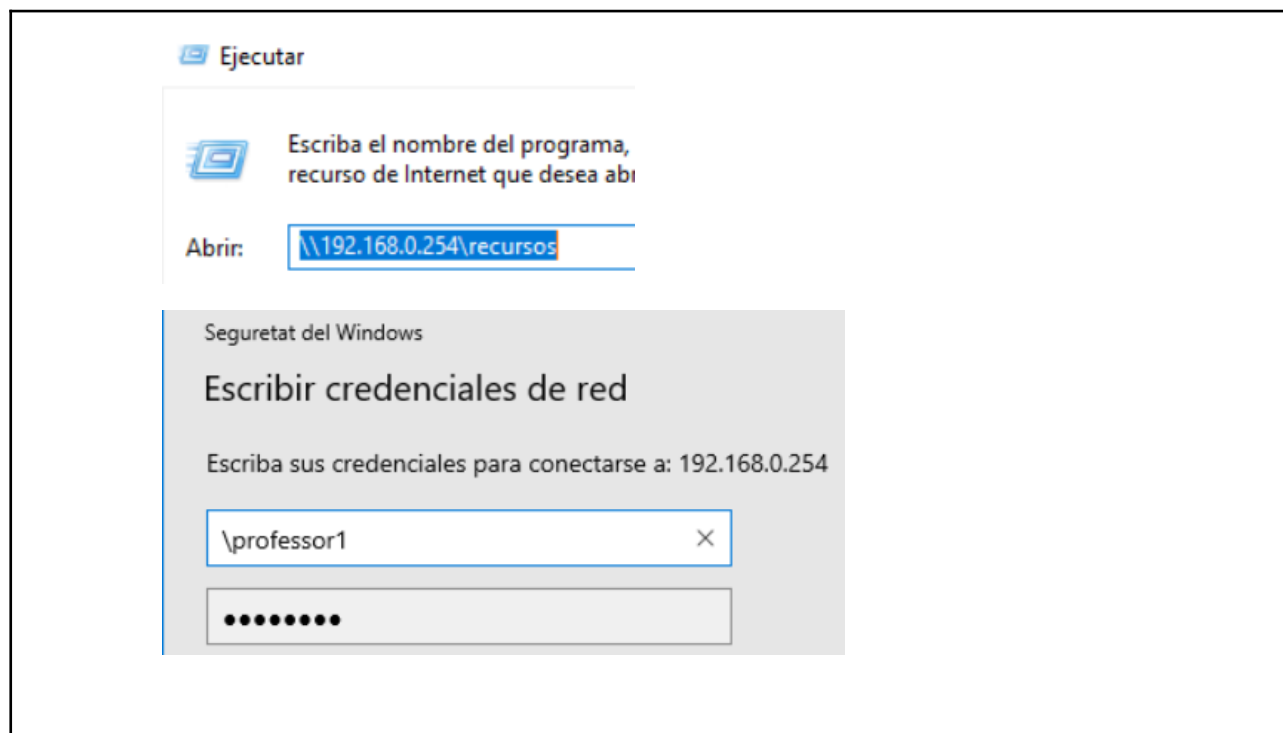 Ejecutar
Escriba el nombre del programa,
recurso de Internet que desea abr
Abrir: \\192.168.0.254\recursos
Seguretat del Windows
Escribir credenciales de red
Escriba sus credenciales para conectarse a: 192.168.0.254
\professor1
••••••••